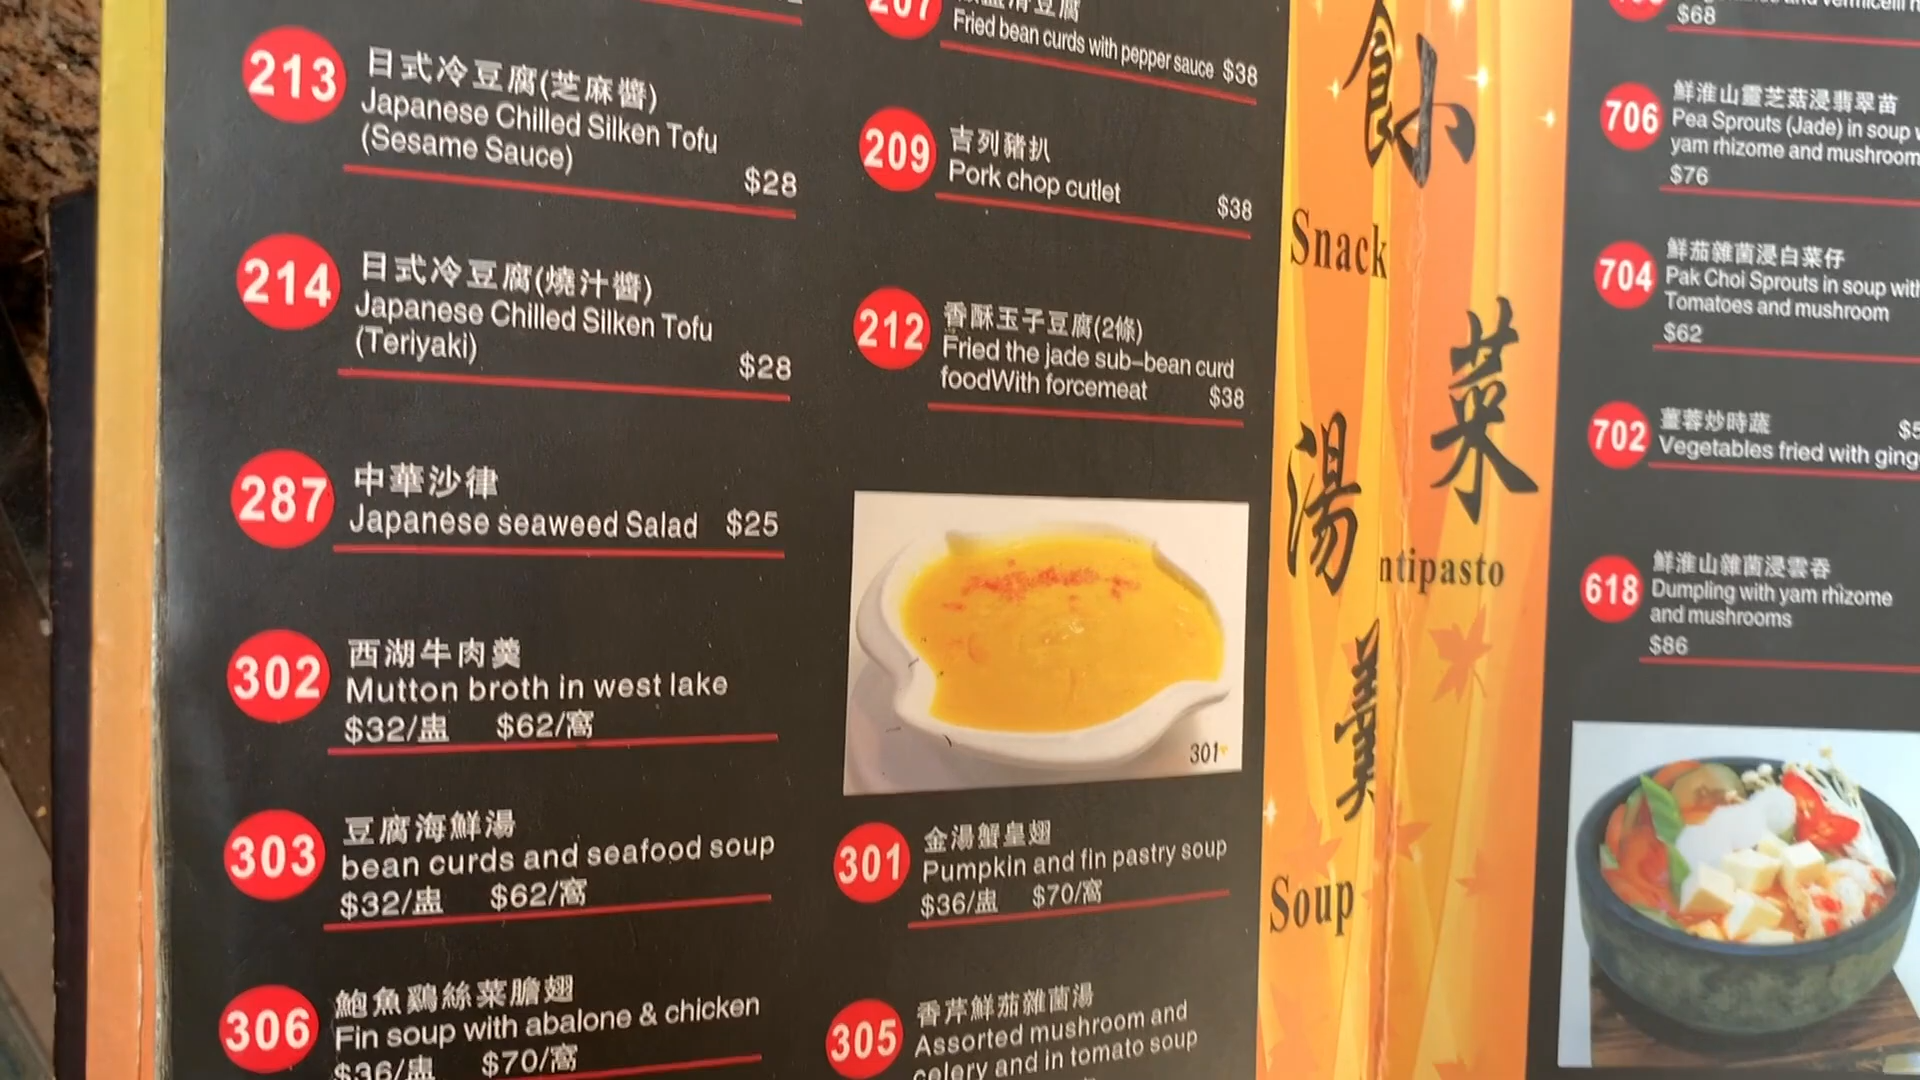 213
日式冷豆腐(芝麻醬)
Japanese Chilled Silken Tofu
(Sesame Sauce)
$28
214
日式冷豆腐(燒汁醬)
Japanese Chilled Silken Tofu
(Teriyaki)
$28
287
中華沙律
Japanese seaweed Salad $25
302
西湖牛肉羹
Mutton broth in west lake
$32/盅 $62/窩
303
豆腐海鮮湯
bean curds and seafood soup
$32/盅 $62/窩
306
鮑魚鷄絲菜膽翅
Fin soup with abalone & chicken
$36/盅 $70/窩
207
Fried bean curds with pepper sauce $38
209
吉列豬扒
Pork chop cutlet
$38
212
香酥玉子豆腐(2條)
Fried the jade sub-bean curd
foodWith forcemeat $38
301
301
金湯蟹皇翅
Pumpkin and fin pastry soup
$36/盅 $70/窩
305
香芹鮮茄雜菌湯
Assorted mushroom and
celery and in tomato soup
小食
Snack
湯羹
Soup
菜
ntipasto
$68
706
鮮淮山靈芝菇浸翡翠苗
Pea Sprouts (Jade) in soup
yam rhizome and mushroom
$76
704
鮮茄雜菌浸白菜仔
Pak Choi Sprouts in soup with
Tomatoes and mushroom
$62
702
薑蓉炒時蔬
Vegetables fried with ging
618
鮮淮山雜菌浸雲吞
Dumpling with yam rhizome
and mushrooms
$86